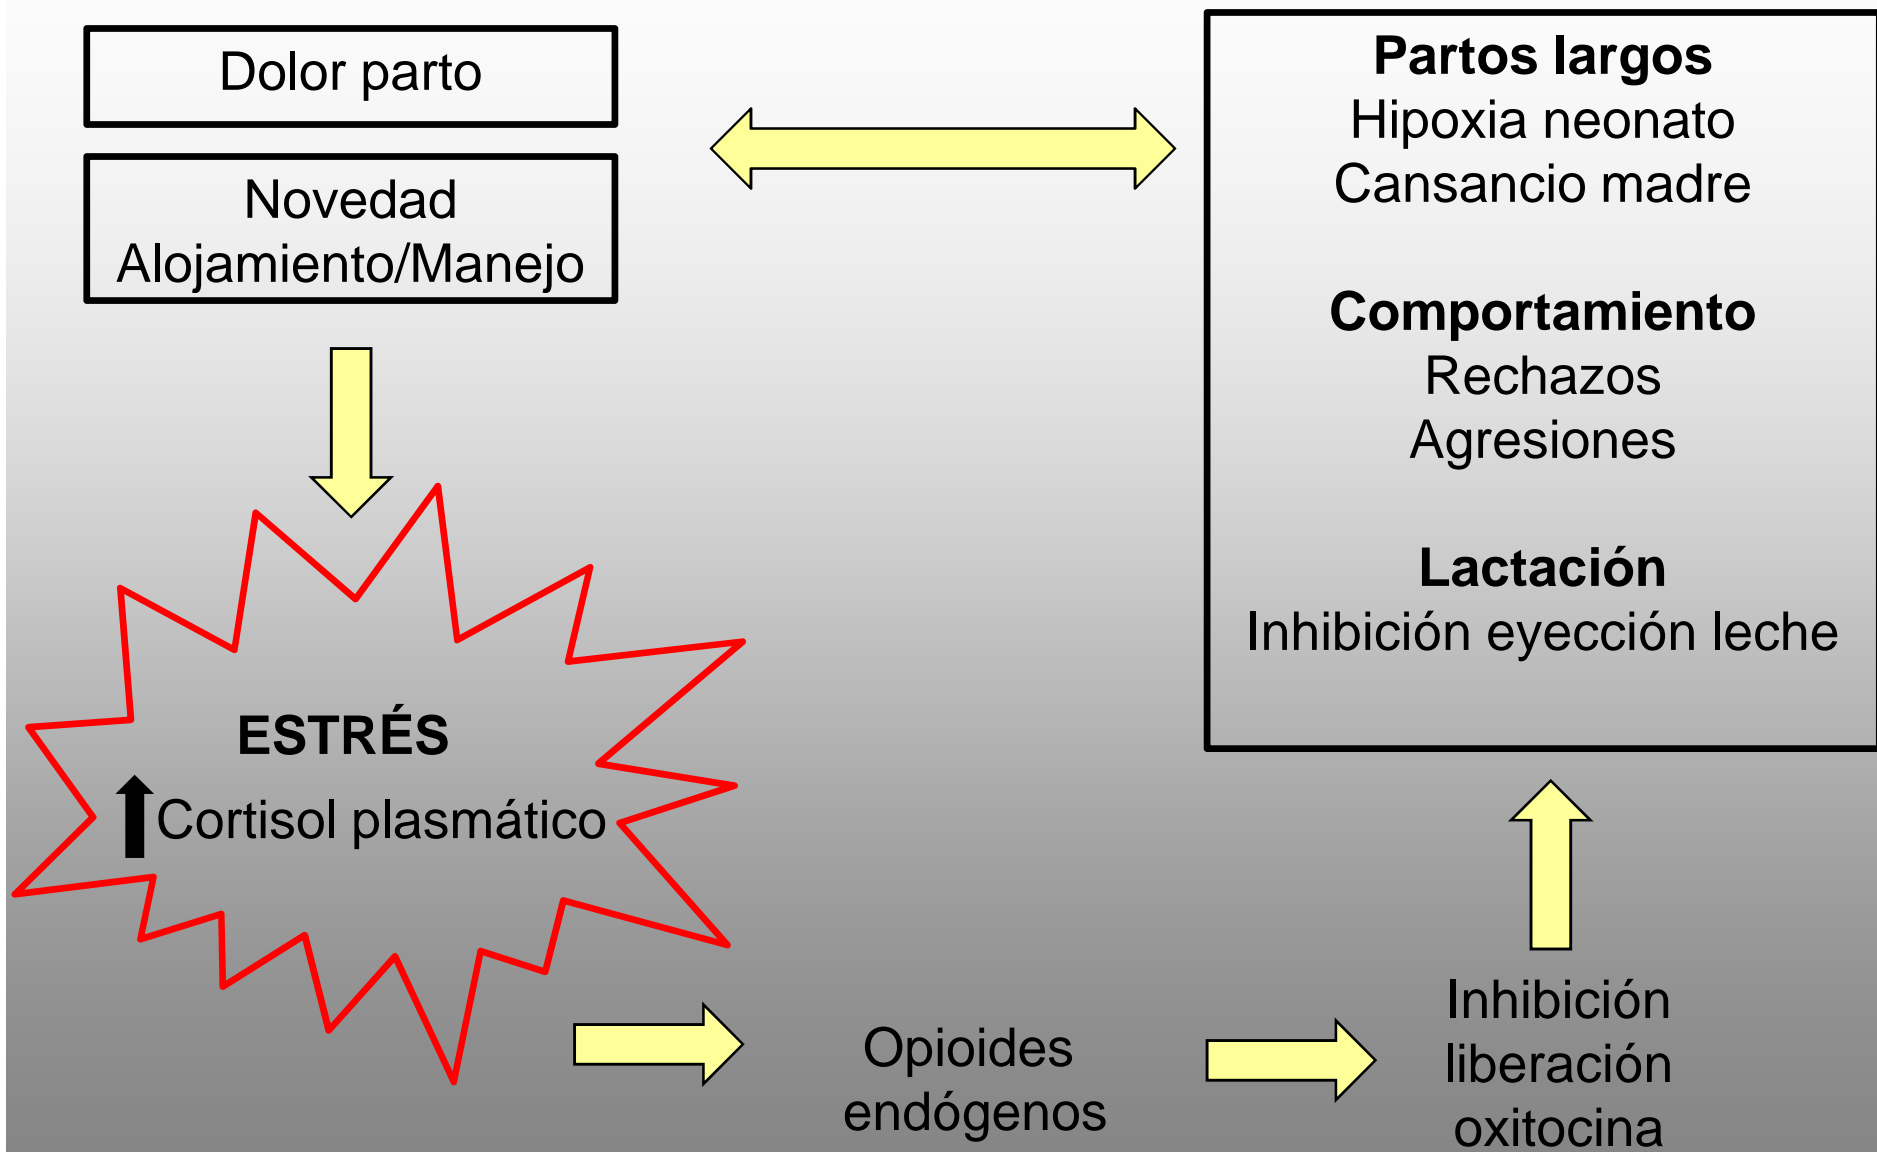 Dolor parto
Novedad
Alojamiento/Manejo
Partos largos
Hipoxia neonato
Cansancio madre
Comportamiento
Rechazos
Agresiones
Lactación
Inhibición eyección leche
ESTRÉS
Cortisol plasmático
Opioides
endógenos
Inhibición
liberación
oxitocina